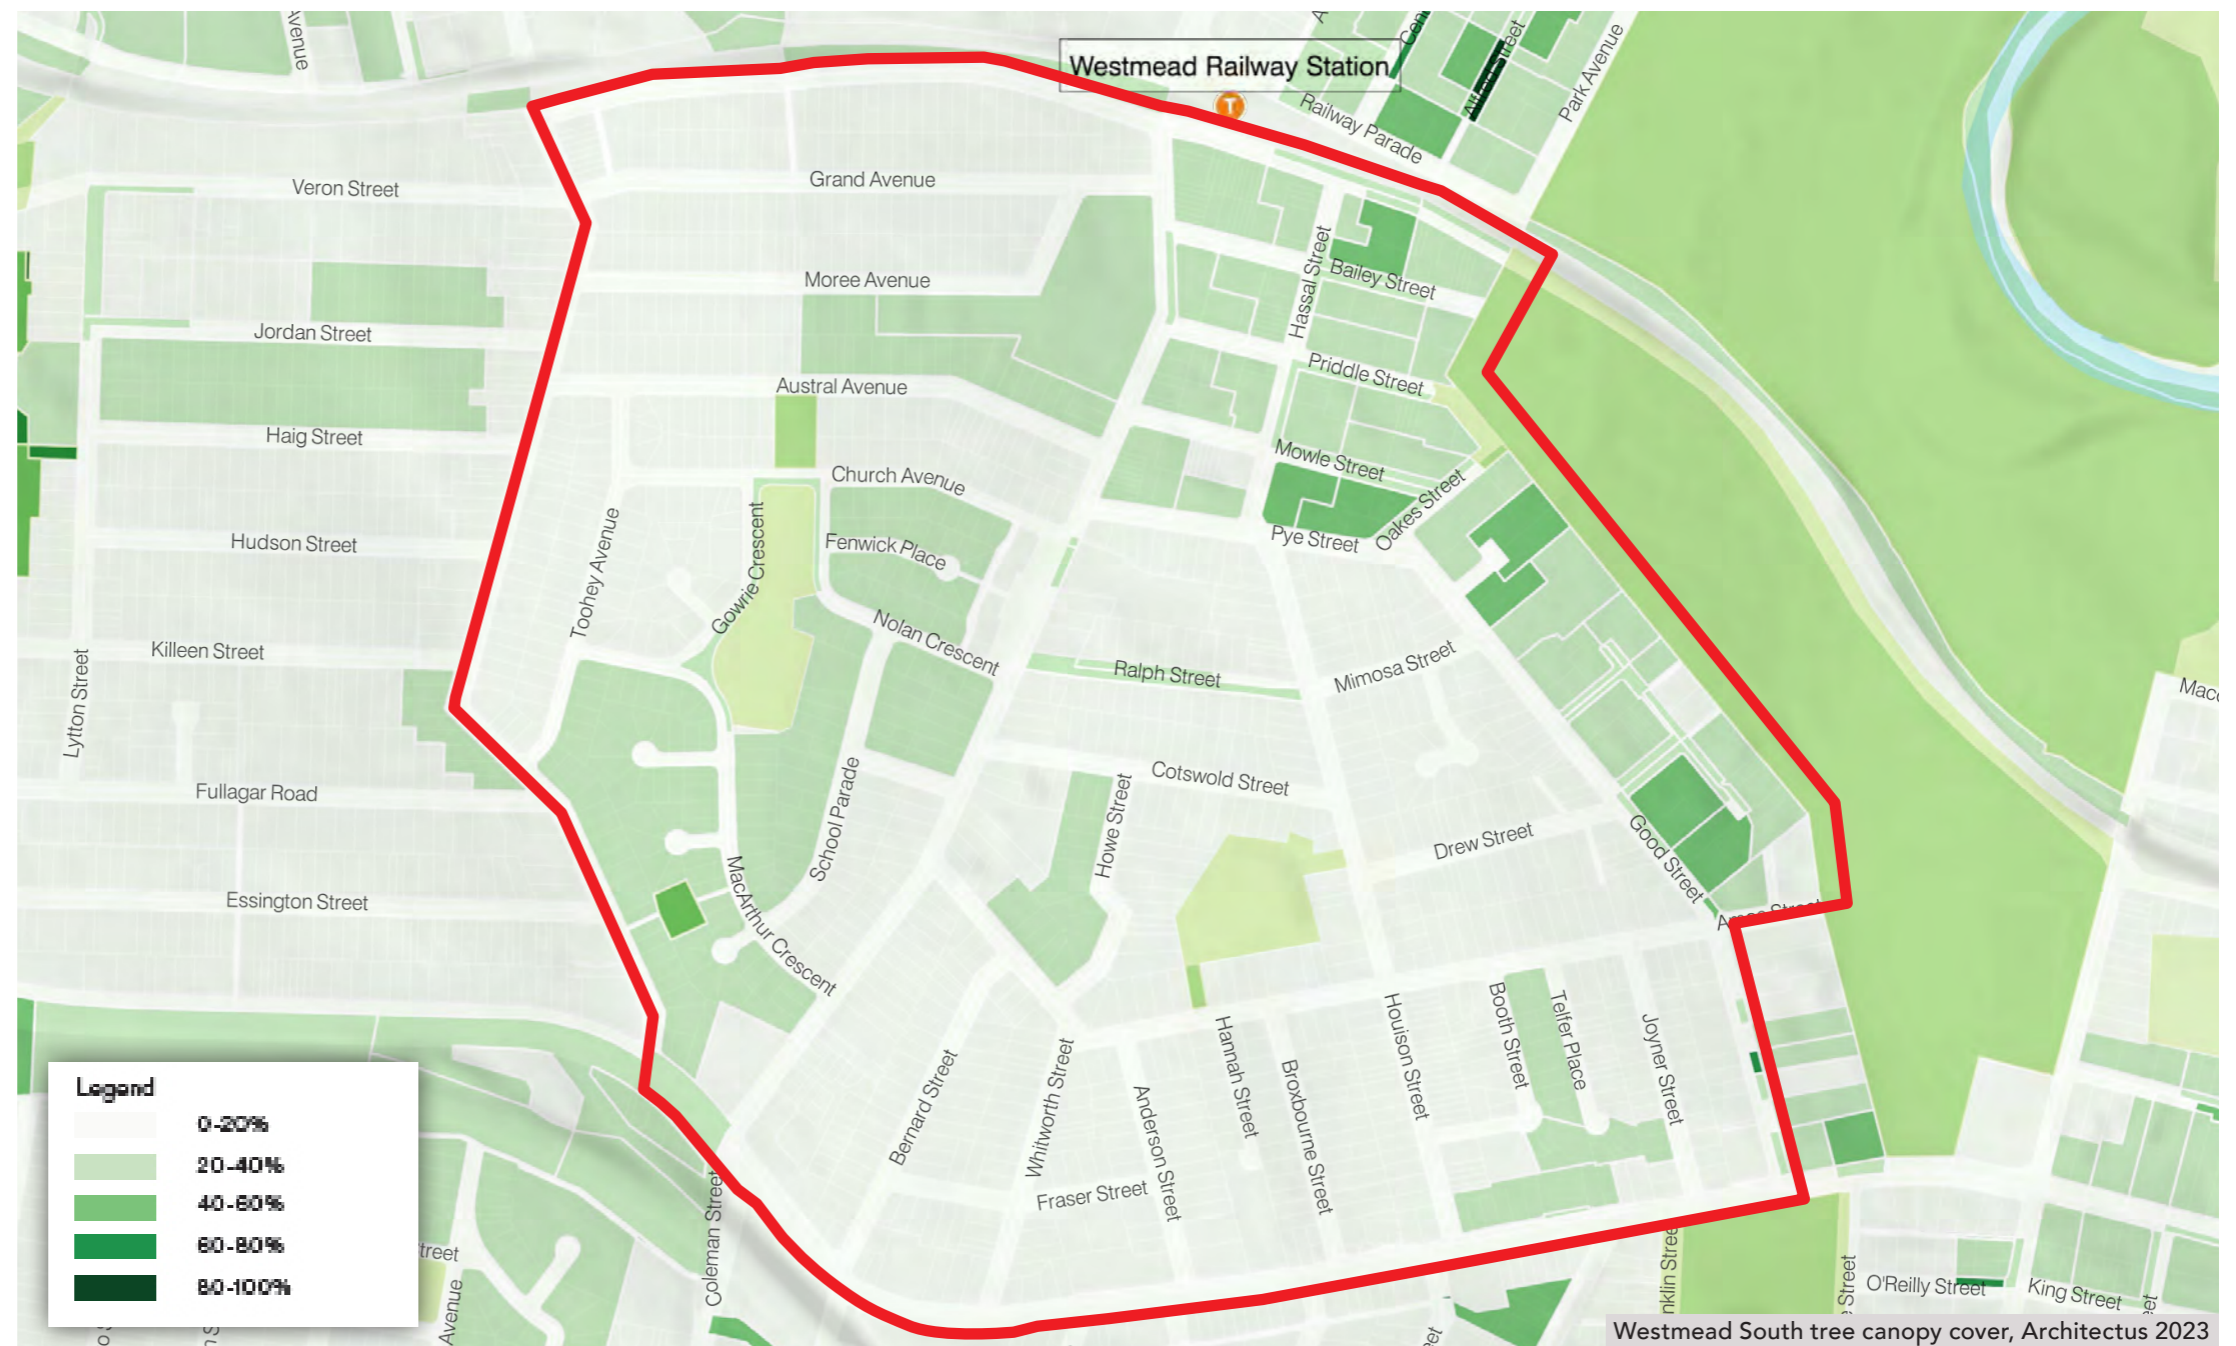 Avenue
Westmead Railway Station
T
Railway Parade
Alfred Street
Park Avenue
Veron Street
Grand Avenue
Moree Avenue
Hassal Street
Bailey Street
Jordan Street
Austral Avenue
Priddle Street
Haig Street
Church Avenue
Mowle Street
Oakes Street
Hudson Street
Toohey Avenue
Gowrie Crescent
Fenwick Place
Pye Street
Nolan Crescent
Killeen Street
Lytton Street
Ralph Street
Mimosa Street
Fullagar Road
School Parade
Cotswold Street
Howe Street
Drew Street
Good Street
Essington Street
MacArthur Crescent
Bernard Street
Whitworth Street
Anderson Street
Hannah Street
Broxbourne Street
Houison Street
Booth Street
Telfer Place
Joyner Street
Fraser Street
Coleman Street
Avenue
Street
O'Reilly Street
King Street
Legend
0-20%
20-40%
40-60%
60-80%
80-100%
Westmead South tree canopy cover, Architectus 2023